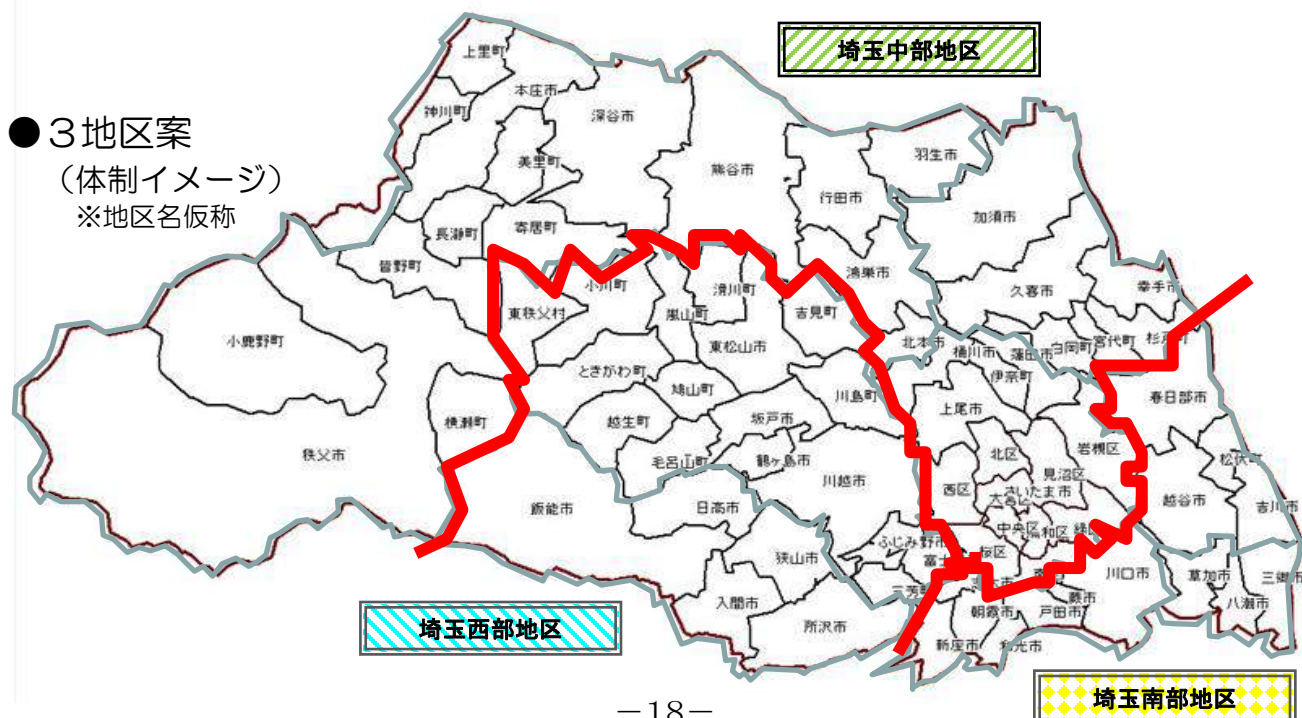 埼玉中部地区
●３地区案
（体制イメージ）
※地区名仮称
上里町
本庄市
神川町
深谷市
美里町
熊谷市
羽生市
行田市
加須市
長瀞町
寄居町
皆野町
鴻巣市
久喜市
幸手市
小川町
滑川町
嵐山町
吉見町
東秩父村
小鹿野町
東松山市
北本市
桶川市
蓮田市
白岡町
宮代町
杉戸町
ときがわ町
伊奈町
鳩山町
川島町
春日部市
横瀬町
越生町
坂戸市
上尾市
岩槻区
秩父市
毛呂山町
鶴ヶ島市
北区
見沼区
松伏町
川越市
西区
さいたま市
大宮区
越谷市
吉川市
飯能市
日高市
中央区
浦和区
緑区
ふじみ野市
桜区
狭山市
川口市
草加市
三郷市
入間市
三芳町
朝霞市
戸田市
蕨市
八潮市
所沢市
新座市
和光市
埼玉西部地区
埼玉南部地区
－18－